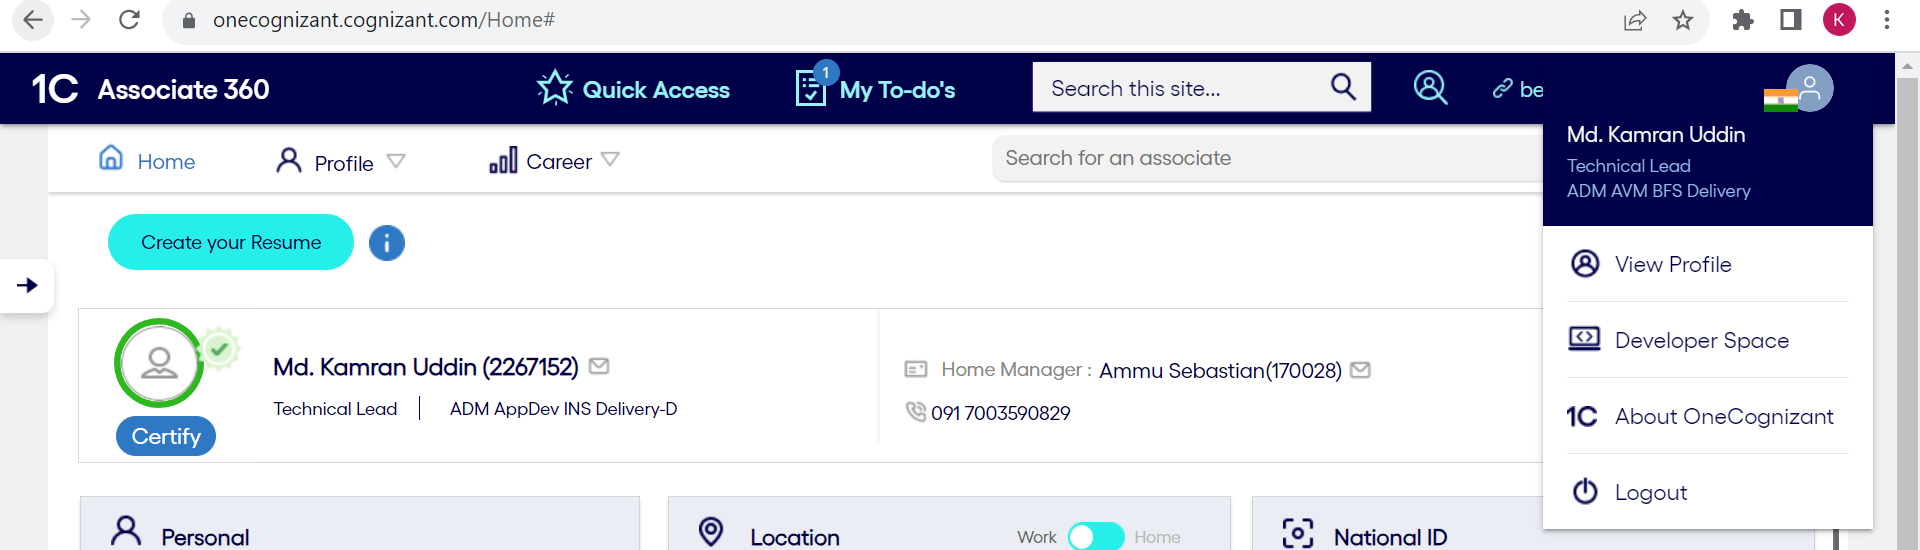 onecognizant.cognizant.com/Home#
K
1C Associate 360
Quick Access
1
My To-do's
Search this site...
be
Md. Kamran Uddin
Technical Lead
ADM AVM BFS Delivery
Home
Profile
Career
Search for an associate
Create your Resume
i
View Profile
Developer Space
1C About OneCognizant
Logout
Md. Kamran Uddin (2267152)
Technical Lead
ADM AppDev INS Delivery-D
Certify
Home Manager : Ammu Sebastian(170028)
091 7003590829
Personal
Location
Work
Home
National ID